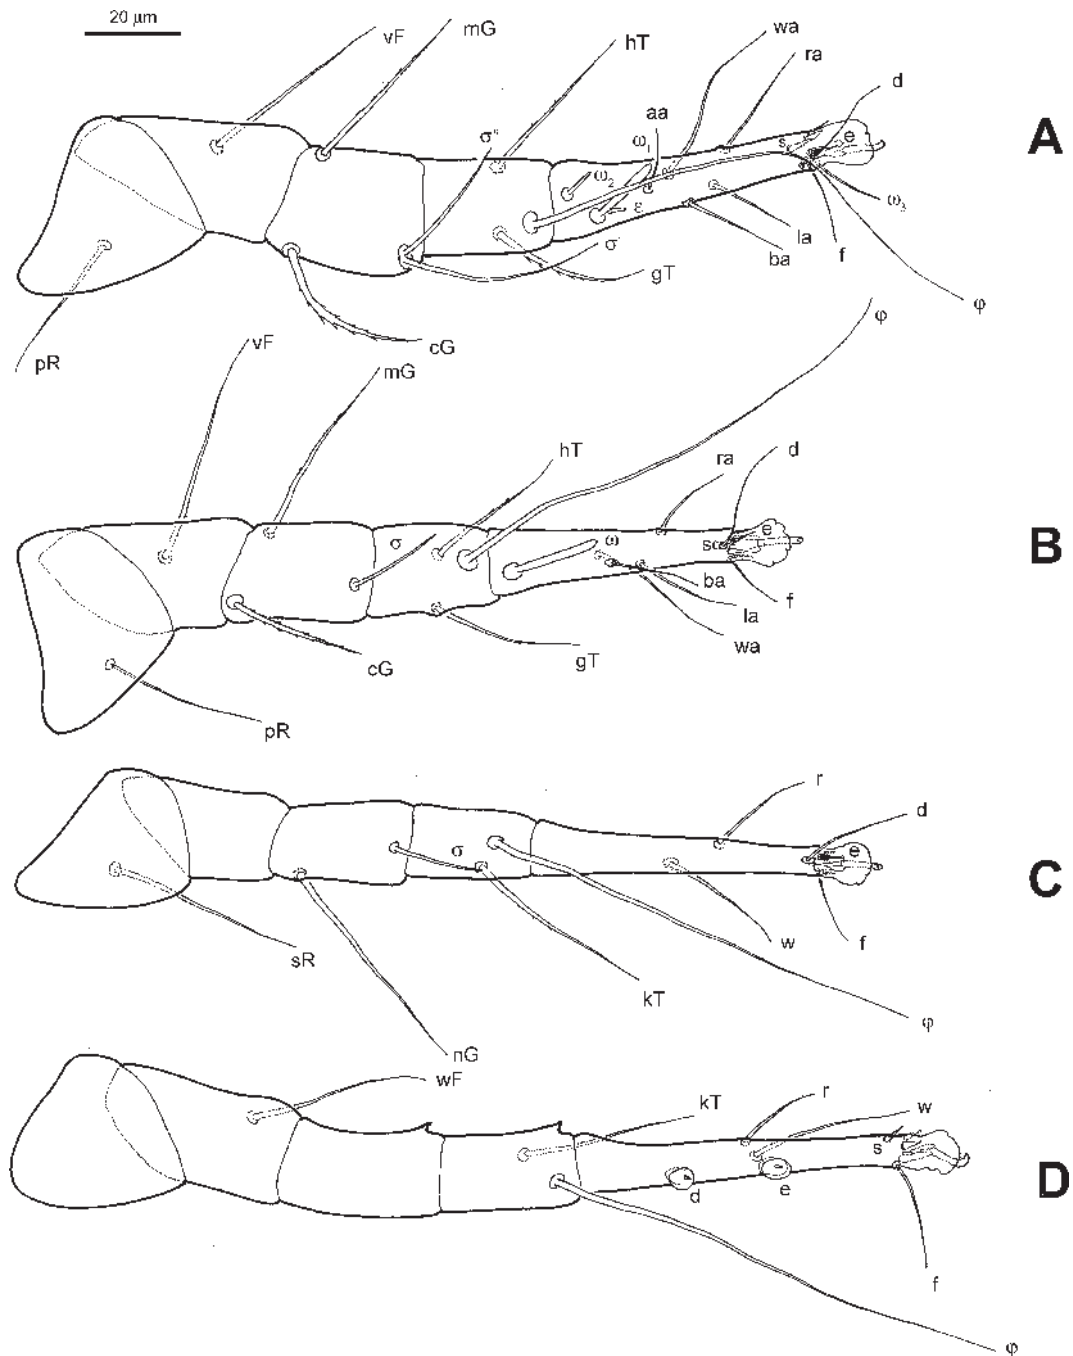 20 µm
vF
mG
hT
wa
ra
d
aa
σ"
ω₁
ω₂
ε
s
e
A
ω₃
σ'
la
gT
ba
f
φ
cG
pR
φ
vF
mG
hT
ra
d
σ
ω
s
e
B
ba
f
la
wa
gT
cG
pR
r
d
σ
e
C
w
f
sR
kT
φ
nG
wF
kT
r
w
s
D
d
e
f
φ